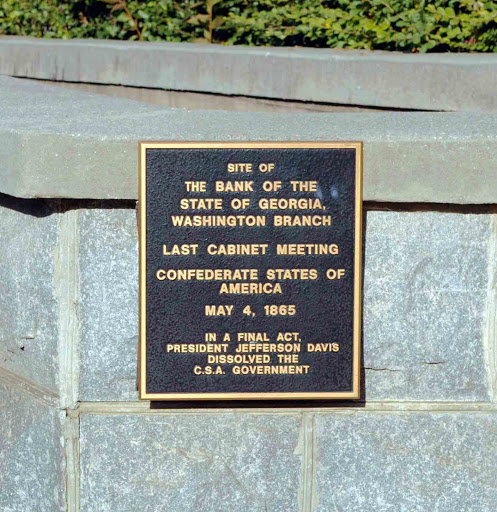 SITE OF
THE BANK OF THE
STATE OF GEORGIA,
WASHINGTON BRANCH
LAST CABINET MEETING
CONFEDERATE STATES OF
AMERICA
MAY 4, 1865
IN A FINAL ACT,
PRESIDENT JEFFERSON DAVIS
DISSOLVED THE
C.S.A. GOVERNMENT